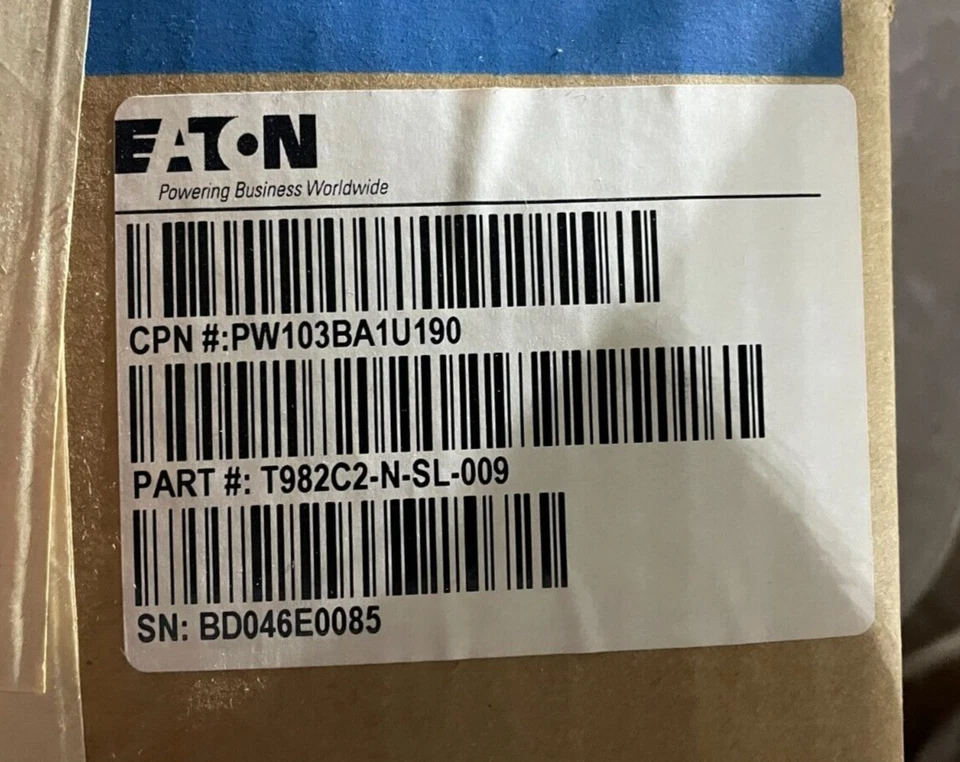 EATON
Powering Business Worldwide
CPN #:PW103BA1U190
PART #: T982C2-N-SL-009
SN: BD046E0085